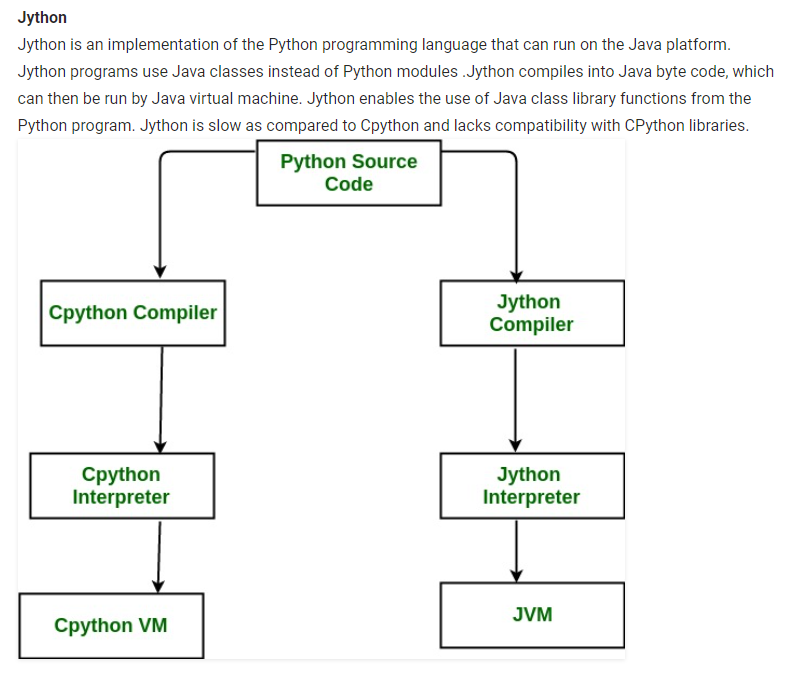 Jython
Jython is an implementation of the Python programming language that can run on the Java platform.
Jython programs use Java classes instead of Python modules .Jython compiles into Java byte code, which
can then be run by Java virtual machine. Jython enables the use of Java class library functions from the
Python program. Jython is slow as compared to Cpython and lacks compatibility with CPython libraries.
Python Source
Code
Cpython Compiler
Jython
Compiler
Cpython
Interpreter
Jython
Interpreter
Cpython VM
JVM